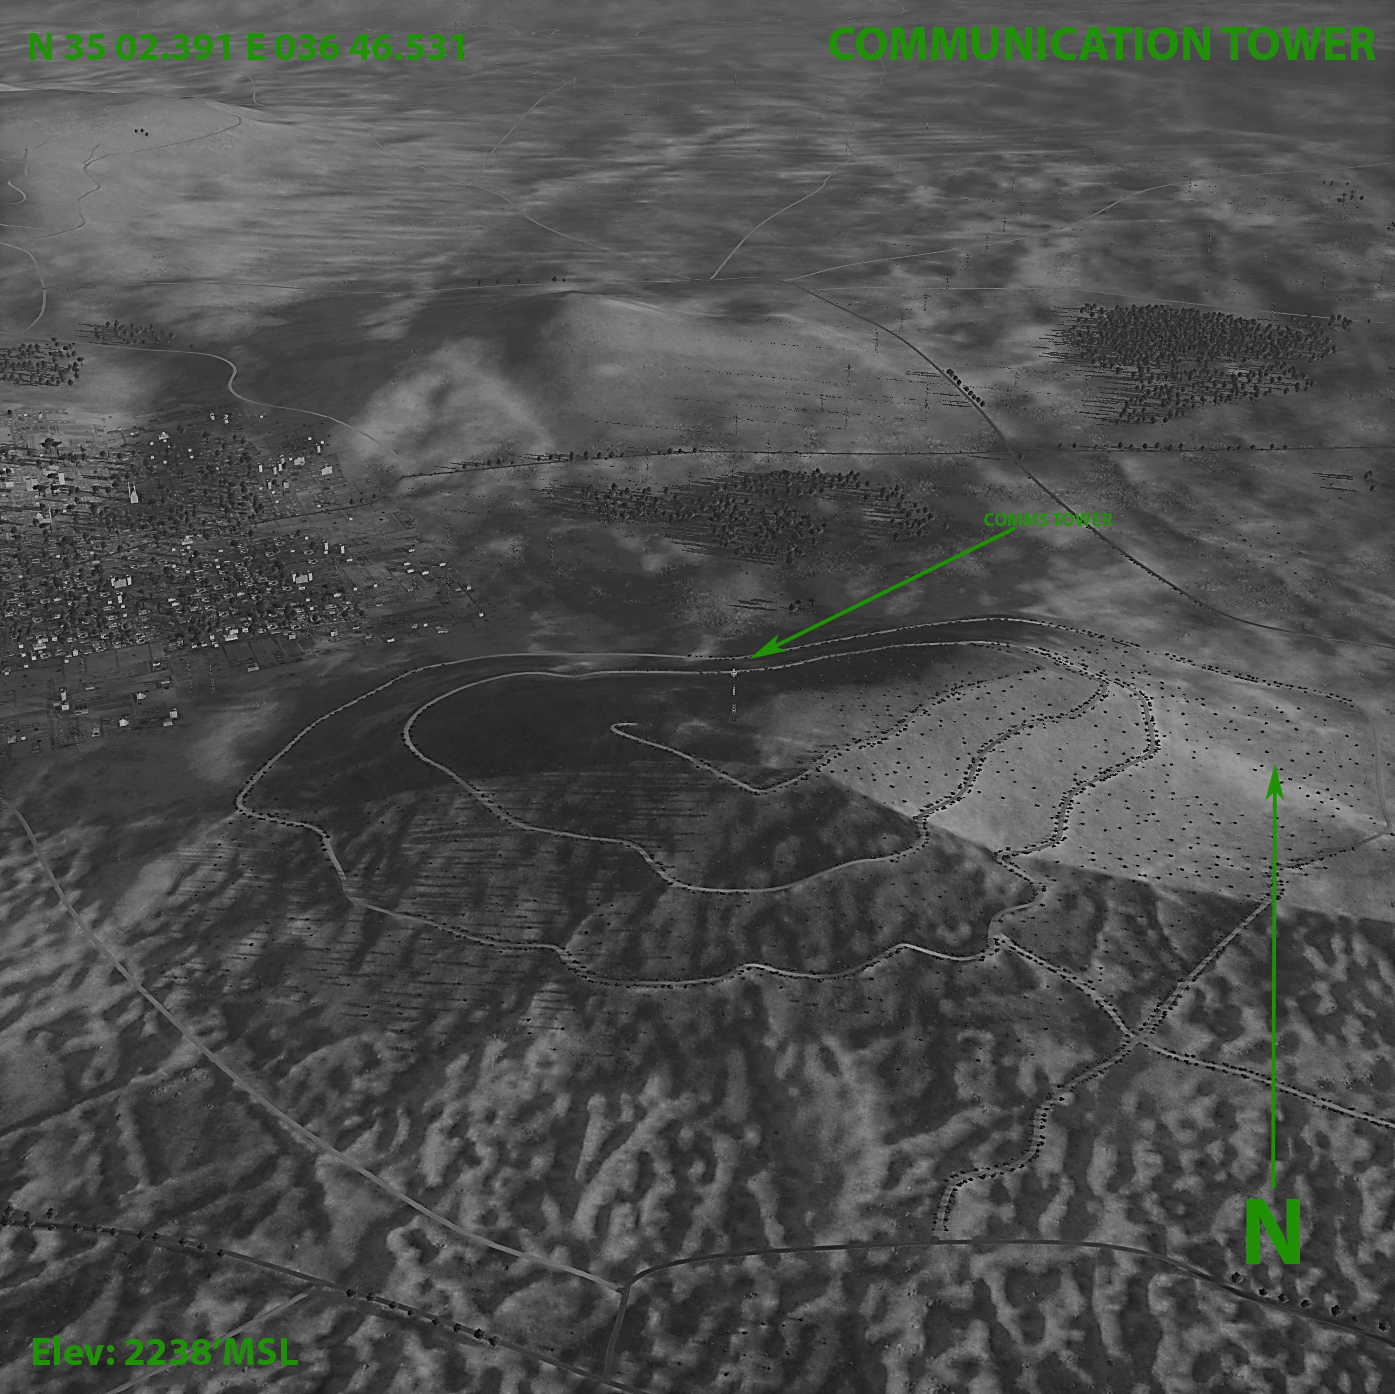 N 35 02.391 E 036 46.531
COMMUNICATION TOWER
COMMS TOWER
N
Elev: 2238'MSL